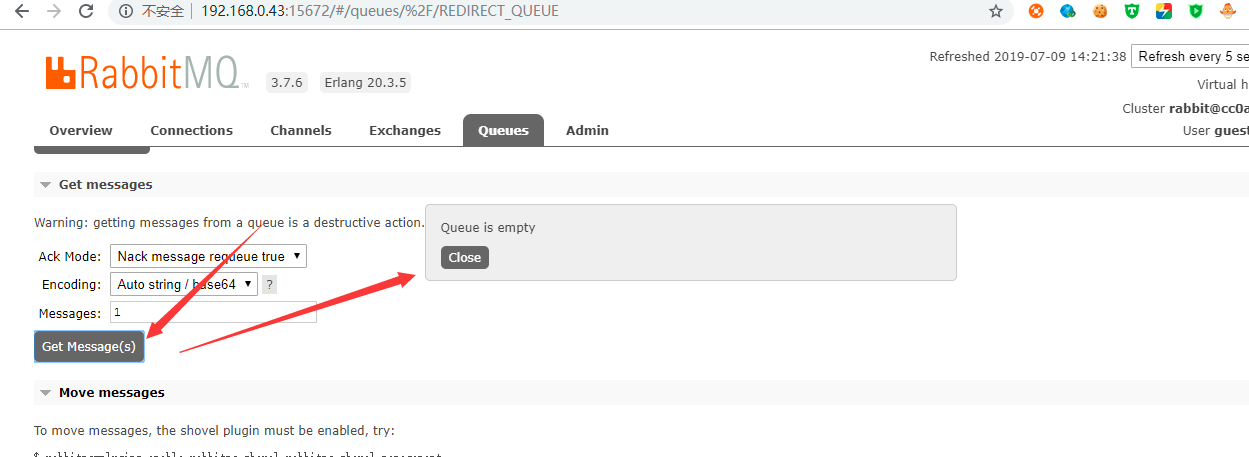 不安全 192.168.0.43:15672/#/queues/%2F/REDIRECT_QUEUE
RabbitMQ TM 3.7.6 Erlang 20.3.5
Refreshed 2019-07-09 14:21:38 Refresh every 5 se
Virtual h
Cluster rabbit@cc0a
User guest
Overview Connections Channels Exchanges Queues Admin
Get messages
Warning: getting messages from a queue is a destructive action.
Queue is empty
Close
Ack Mode: Nack message requeue true
Encoding: Auto string / base64 ?
Messages: 1
Get Message(s)
Move messages
To move messages, the shovel plugin must be enabled, try: